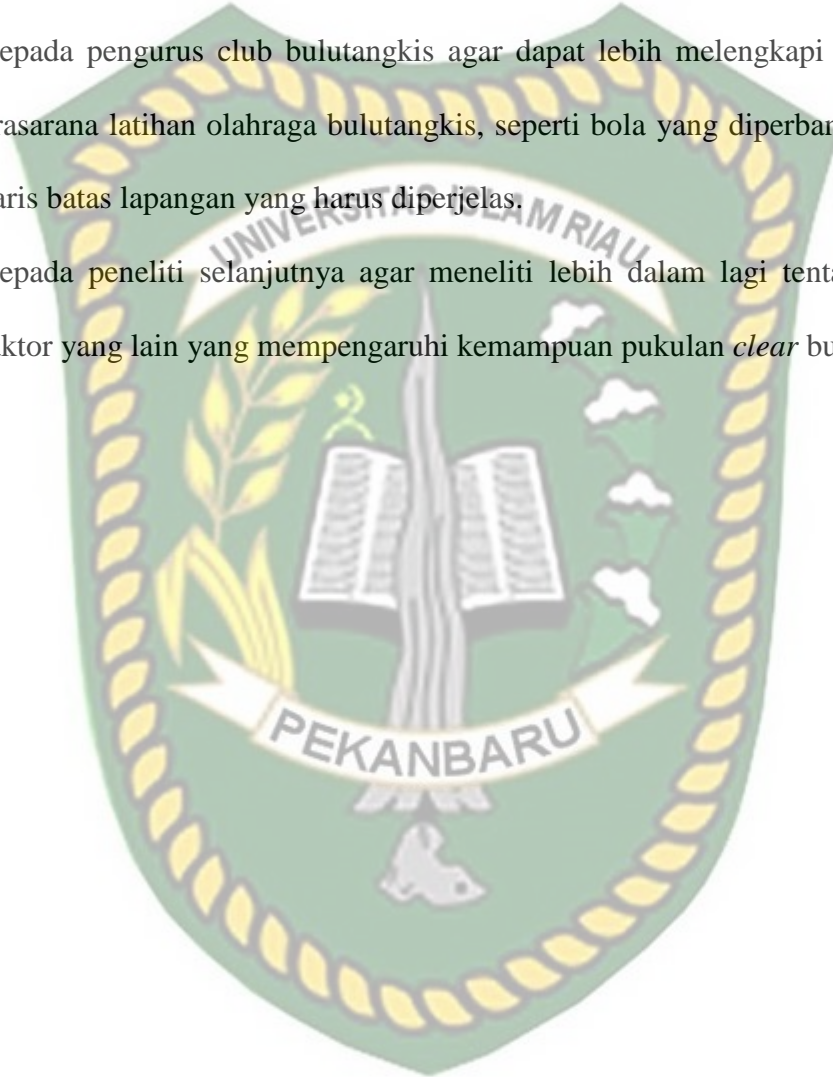 epada pengurus club bulutangkis agar dapat lebih melengkapi
rasarana latihan olahraga bulutangkis, seperti bola yang diperban
aris batas lapangan yang harus diperjelas.
UNIVERSITAS ISLAM RIAU
epada peneliti selanjutnya agar meneliti lebih dalam lagi tenta
aktor yang lain yang mempengaruhi kemampuan pukulan clear bu
PEKANBARU